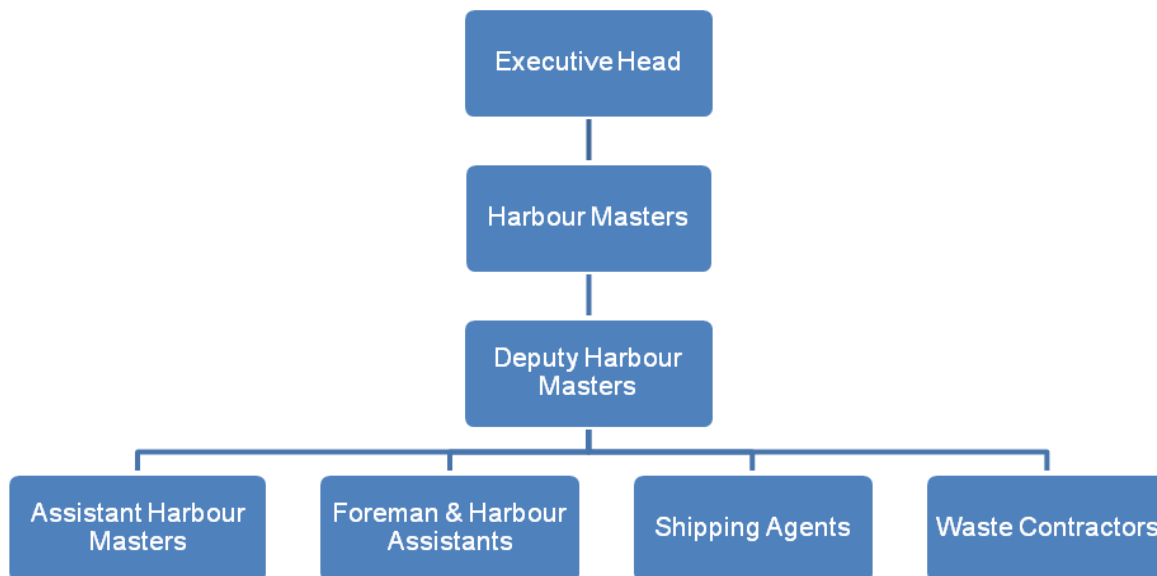 Executive Head
Harbour Masters
Deputy Harbour
Masters
Assistant Harbour
Masters
Foreman & Harbour
Assistants
Shipping Agents
Waste Contractors